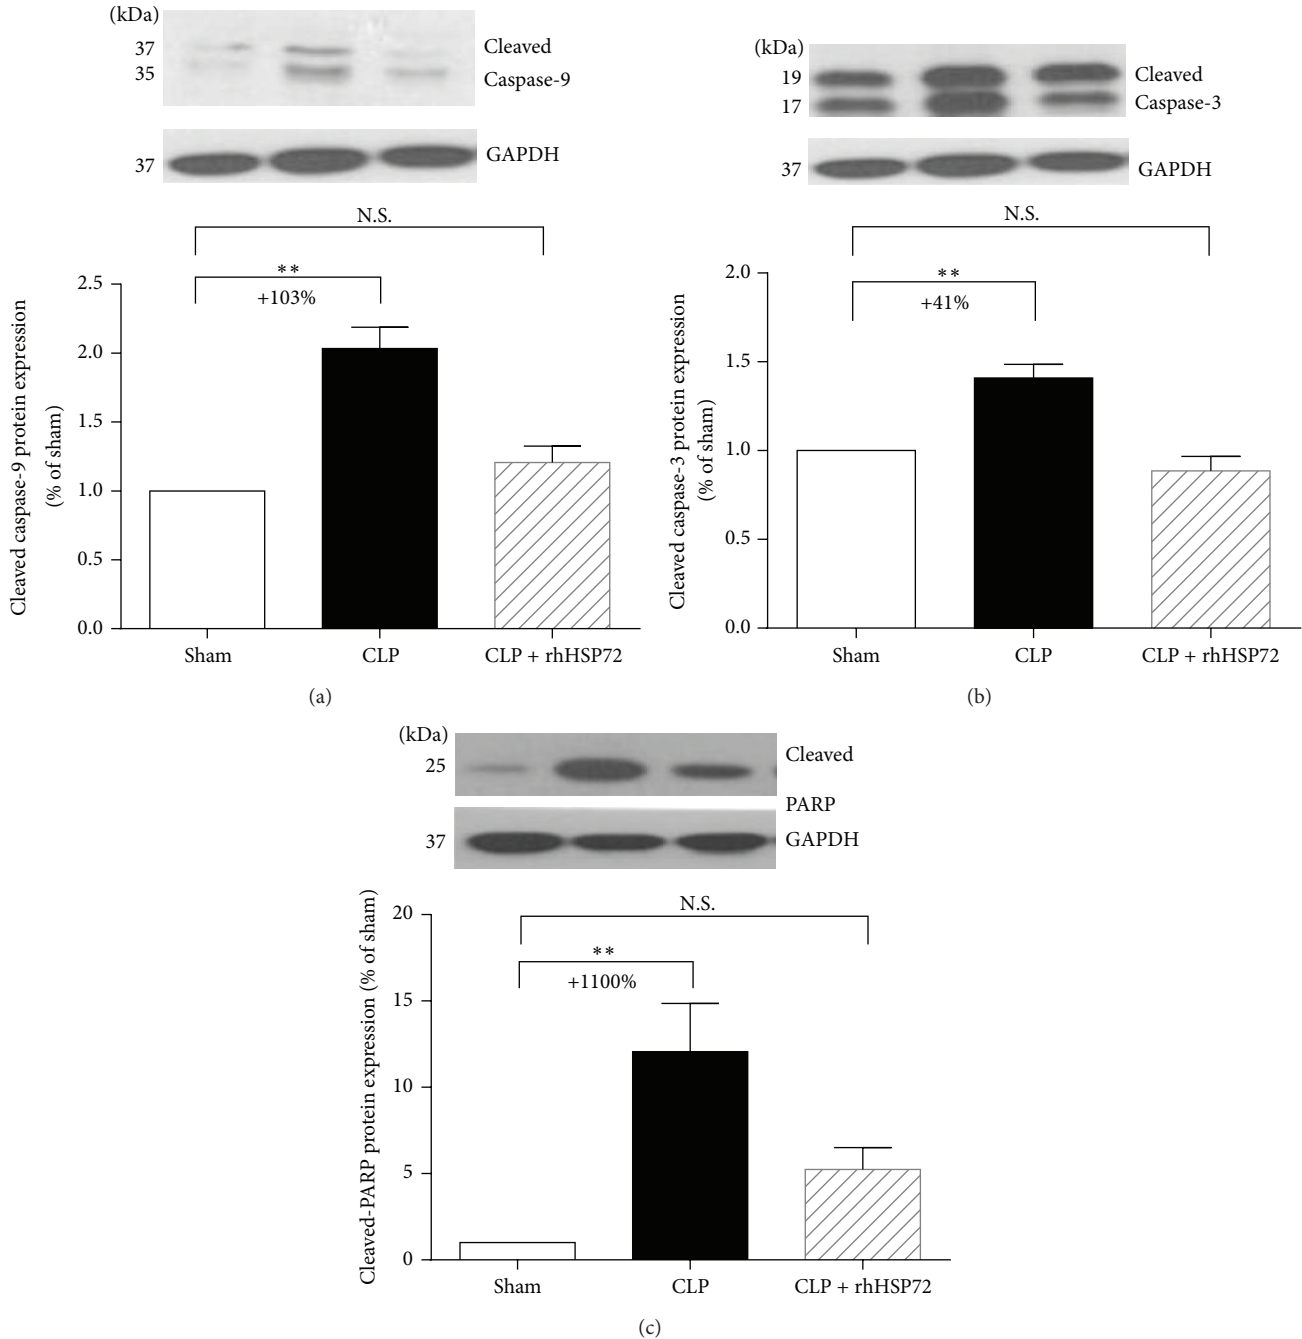 (kDa)
37
35
Cleaved
Caspase-9
37
GAPDH
N.S.
**
+103%
2.5
2.0
1.5
1.0
0.5
0.0
Cleaved caspase-9 protein expression
(% of sham)
Sham CLP CLP + rhHSP72
(a)
(kDa)
19
17
Cleaved
Caspase-3
37
GAPDH
N.S.
**
+41%
2.0
1.5
1.0
0.5
0.0
Cleaved caspase-3 protein expression
(% of sham)
Sham CLP CLP + rhHSP72
(b)
(kDa)
25
Cleaved
PARP
37
GAPDH
N.S.
**
+1100%
20
15
10
5
0
Cleaved-PARP protein expression (% of sham)
Sham CLP CLP + rhHSP72
(c)